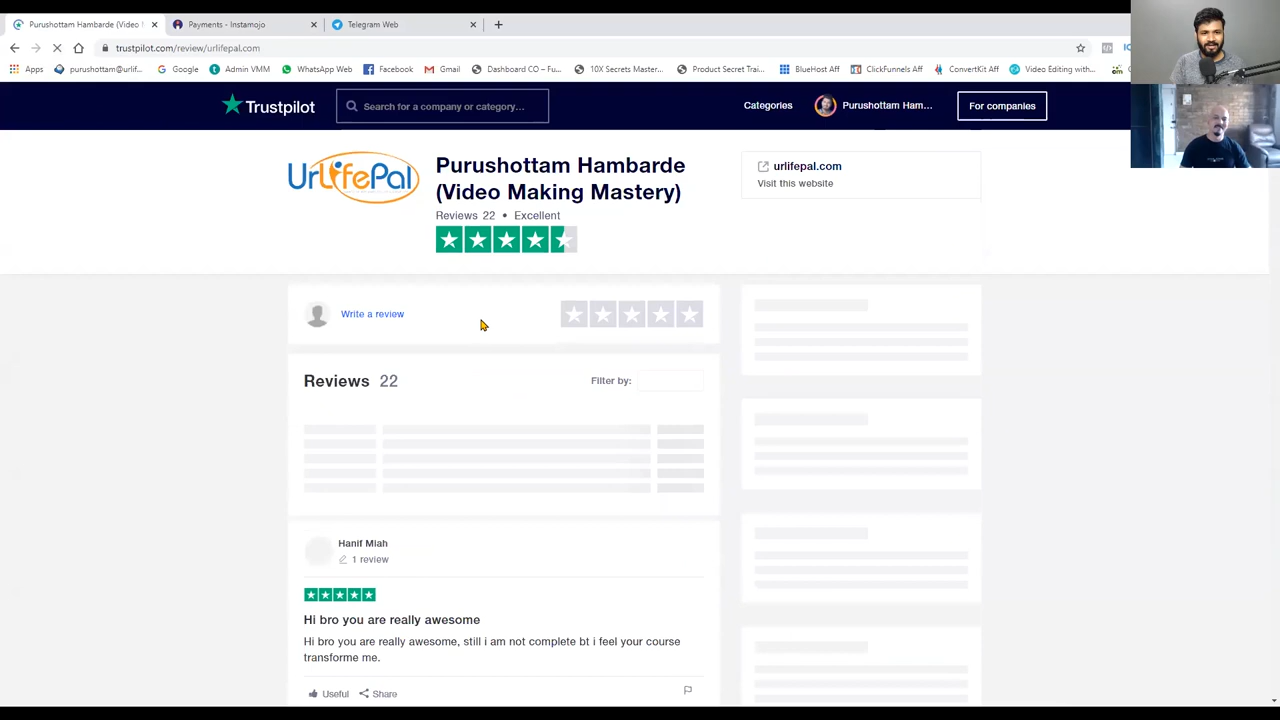 Purushottam Hambarde (Video M
Payments - Instamojo
Telegram Web
trustpilot.com/review/urlifepal.com
Apps
purushottam@urlif...
Google
Admin VMM
WhatsApp Web
Facebook
Gmail
Dashboard CO – Fu...
10X Secrets Master...
Product Secret Trai...
BlueHost Aff
ClickFunnels Aff
ConvertKit Aff
Video Editing with...
Trustpilot
Search for a company or category...
Categories
Purushottam Ham...
For companies
UrLifePal
Purushottam Hambarde
(Video Making Mastery)
Reviews 22 • Excellent
urlifepal.com
Visit this website
Write a review
Reviews 22
Filter by:
Hanif Miah
1 review
Hi bro you are really awesome
Hi bro you are really awesome, still i am not complete bt i feel your course
transforme me.
Useful
Share